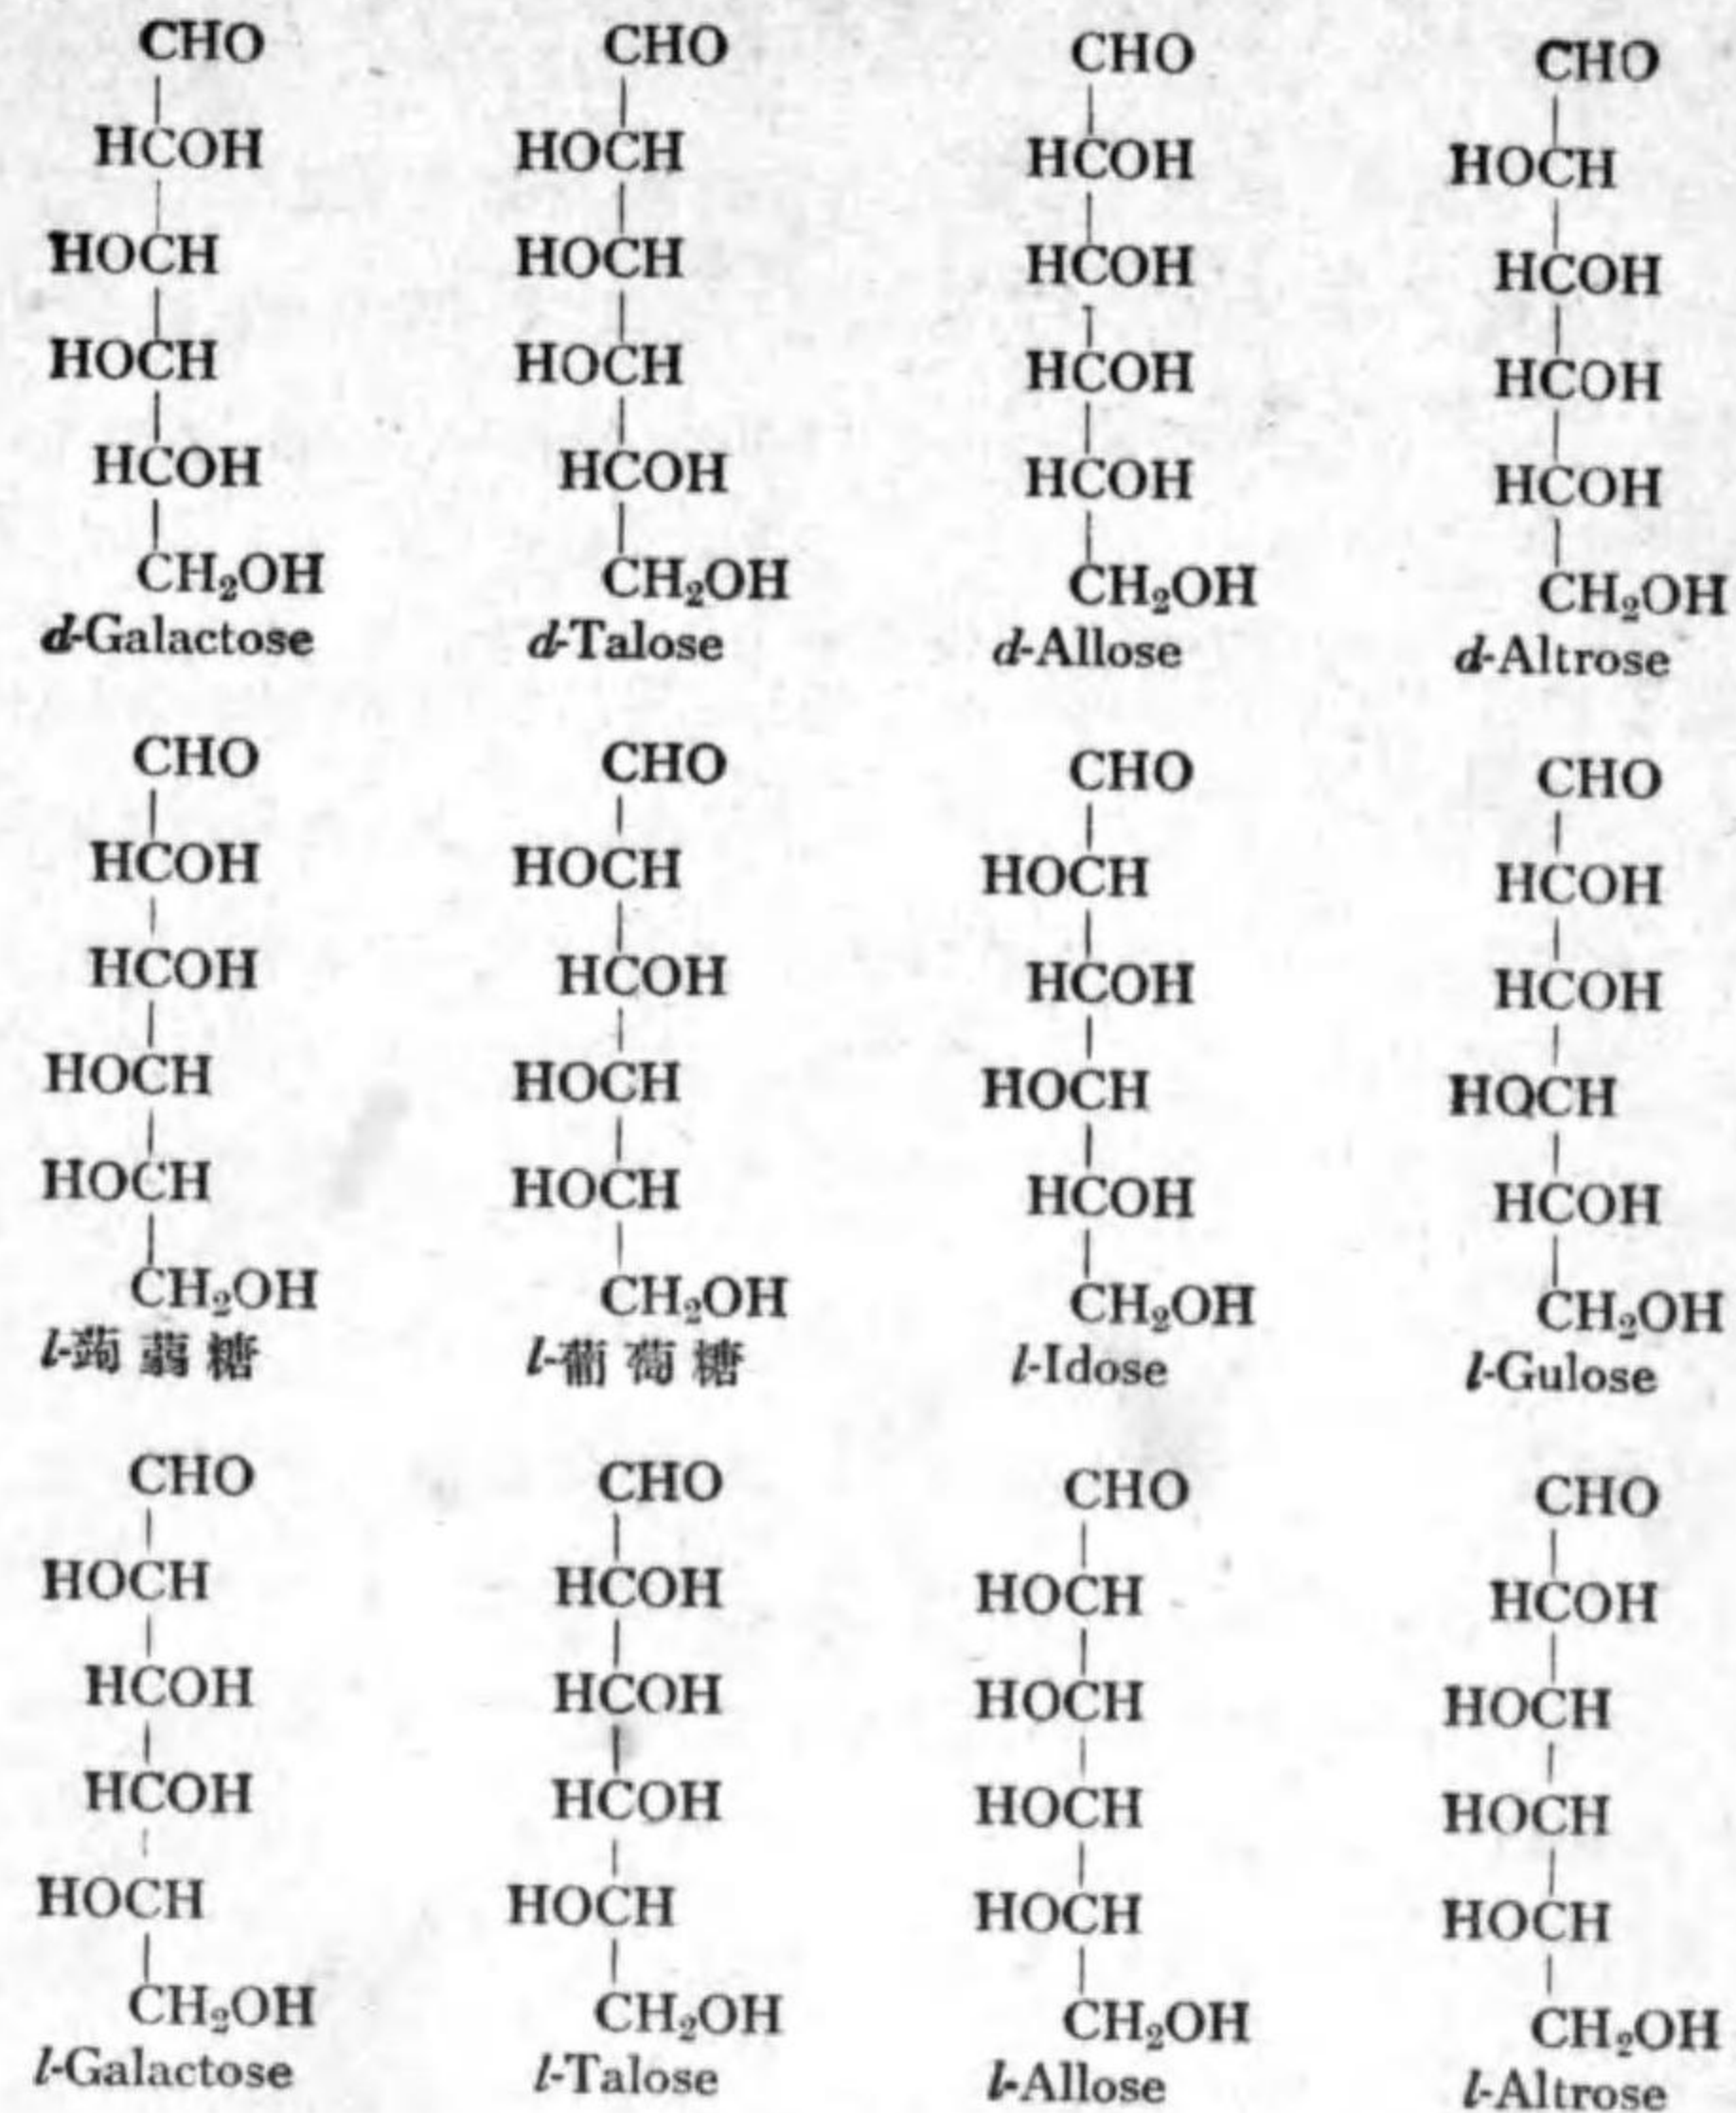 CHO CHO CHO CHO
HCOH HOCH HCOH HOCH
HOCH HOCH HCOH HCOH
HOCH HOCH HCOH HCOH
HCOH HCOH HCOH HCOH
CH₂OH CH₂OH CH₂OH CH₂OH
d-Galactose d-Talose d-Allose d-Altrose
CHO CHO CHO CHO
HCOH HOCH HOCH HCOH
HCOH HCOH HCOH HCOH
HOCH HOCH HOCH HOCH
HOCH HOCH HCOH HCOH
CH₂OH CH₂OH CH₂OH CH₂OH
l-蒟蒻糖 l-葡萄糖 l-Idose l-Gulose
CHO CHO CHO CHO
HOCH HCOH HOCH HCOH
HCOH HCOH HOCH HOCH
HCOH HCOH HOCH HOCH
HOCH HOCH HOCH HOCH
CH₂OH CH₂OH CH₂OH CH₂OH
l-Galactose l-Talose l-Allose l-Altrose